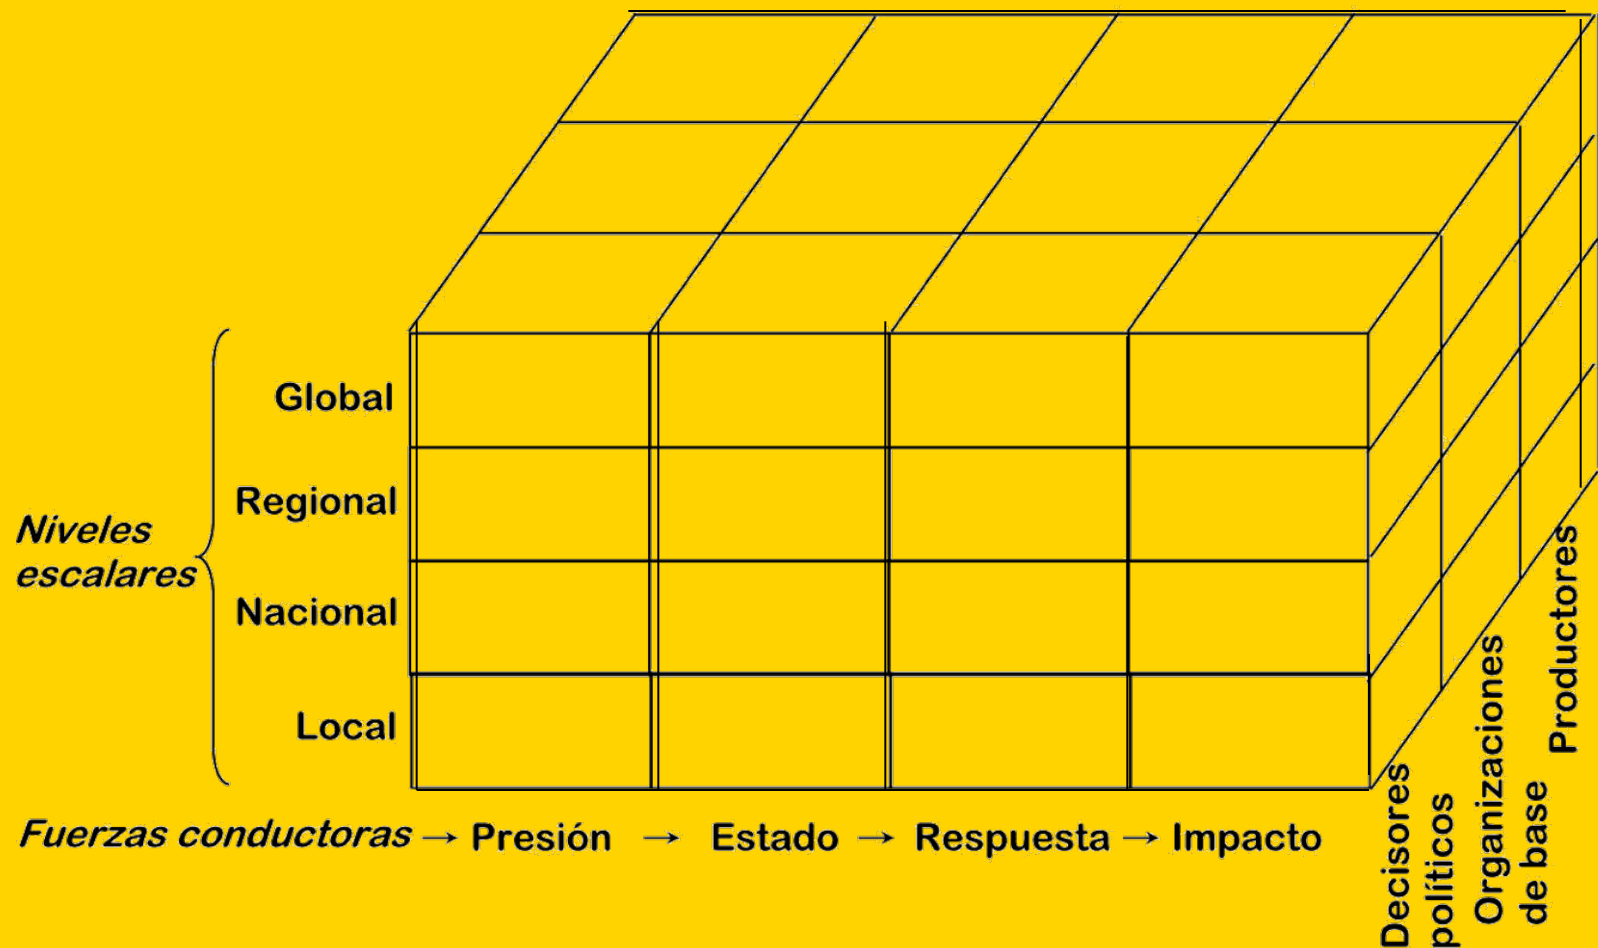 Global
Regional
Niveles
escalares
Nacional
Local
Fuerzas conductoras → Presión → Estado → Respuesta → Impacto
Decisores
políticos
Organizaciones
de base
Productores